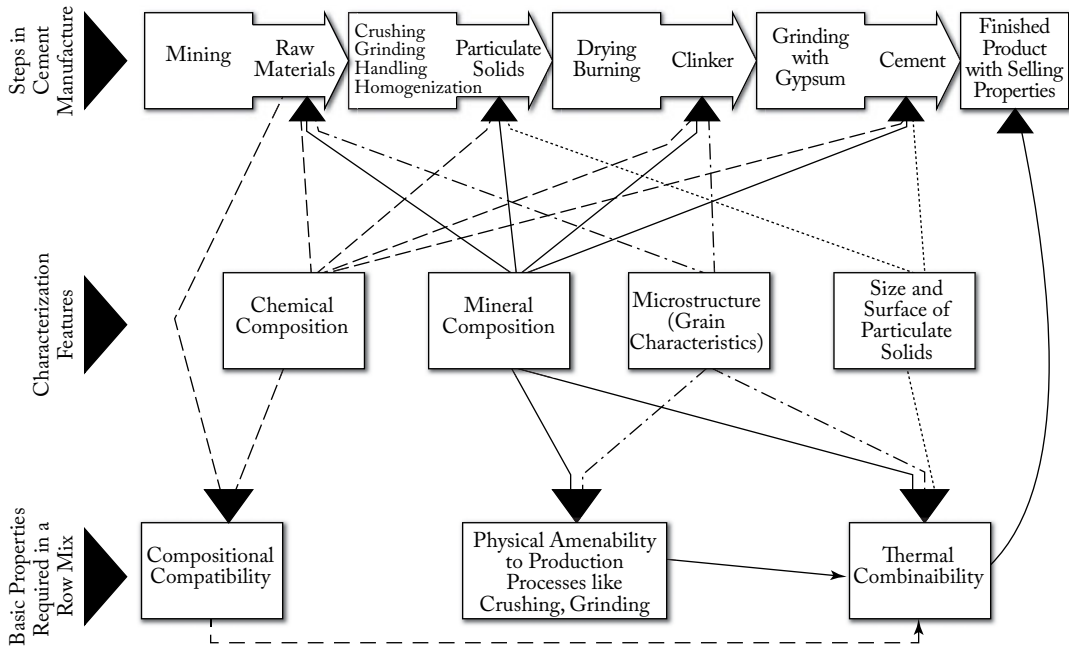 Steps in
Cement
Manufacture
Mining
Raw
Materials
Crushing
Grinding
Handling
Homogenization
Particulate
Solids
Drying
Burning
Clinker
Grinding
with
Gypsum
Cement
Finished
Product
with Selling
Properties
Characterization
Features
Chemical
Composition
Mineral
Composition
Microstructure
(Grain
Characteristics)
Size and
Surface of
Particulate
Solids
Basic Properties
Required in a
Row Mix
Compositional
Compatibility
Physical Amenability
to Production
Processes like
Crushing, Grinding
Thermal
Combinaibility